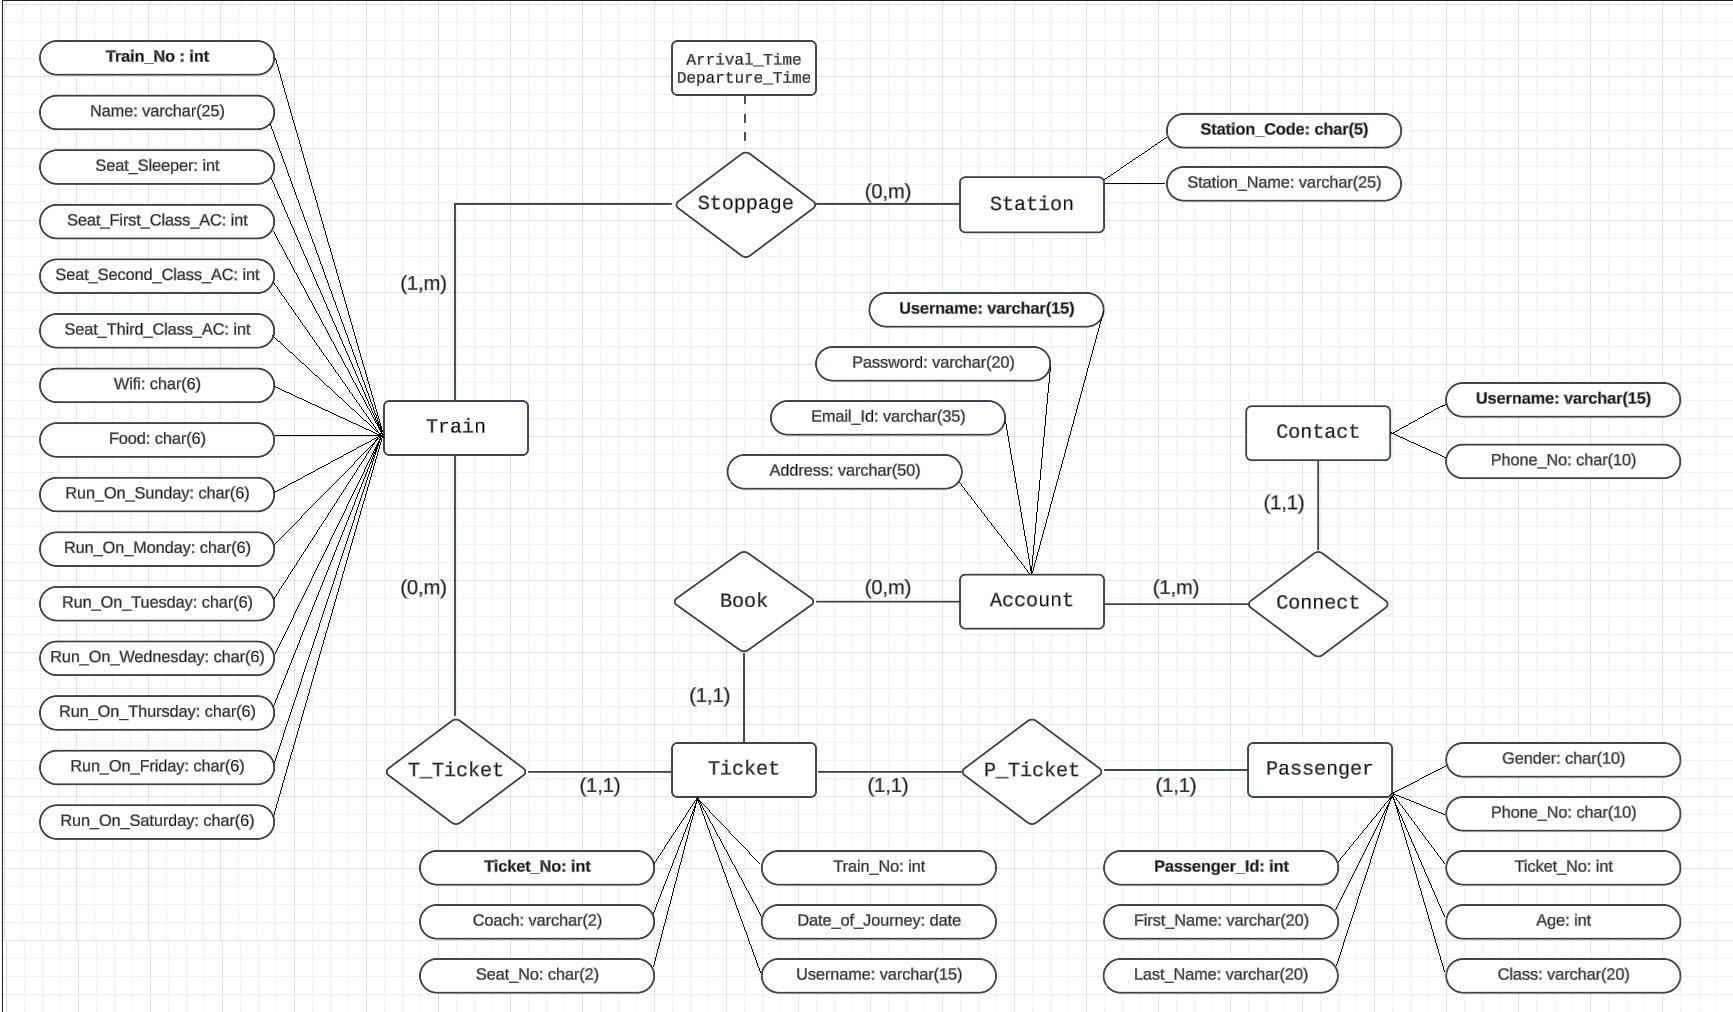 Train_No : int
Name: varchar(25)
Seat_Sleeper: int
Seat_First_Class_AC: int
Seat_Second_Class_AC: int
Seat_Third_Class_AC: int
Wifi: char(6)
Food: char(6)
Run_On_Sunday: char(6)
Run_On_Monday: char(6)
Run_On_Tuesday: char(6)
Run_On_Wednesday: char(6)
Run_On_Thursday: char(6)
Run_On_Friday: char(6)
Run_On_Saturday: char(6)
Train
(1,m)
(0,m)
Arrival_Time
Departure_Time
Stoppage
(0,m)
Station
Station_Code: char(5)
Station_Name: varchar(25)
Username: varchar(15)
Password: varchar(20)
Email_Id: varchar(35)
Address: varchar(50)
Book
(0,m)
Account
(1,m)
Connect
(1,1)
Contact
Username: varchar(15)
Phone_No: char(10)
(1,1)
T_Ticket
(1,1)
Ticket
(1,1)
P_Ticket
(1,1)
Passenger
Ticket_No: int
Coach: varchar(2)
Seat_No: char(2)
Train_No: int
Date_of_Journey: date
Username: varchar(15)
Passenger_Id: int
First_Name: varchar(20)
Last_Name: varchar(20)
Gender: char(10)
Phone_No: char(10)
Ticket_No: int
Age: int
Class: varchar(20)